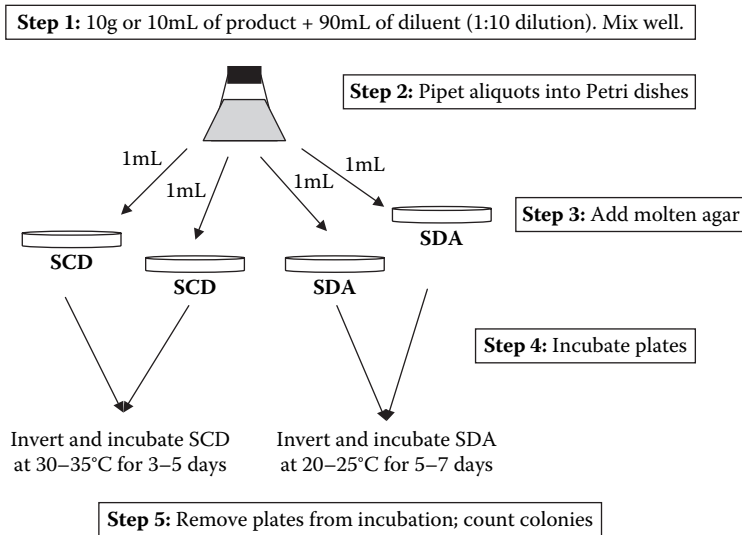 Step 1: 10g or 10mL of product + 90mL of diluent (1:10 dilution). Mix well.
Step 2: Pipet aliquots into Petri dishes
1mL
1mL
1mL
1mL
Step 3: Add molten agar
SCD
SCD
SDA
SDA
Step 4: Incubate plates
Invert and incubate SCD
at 30–35°C for 3–5 days
Invert and incubate SDA
at 20–25°C for 5–7 days
Step 5: Remove plates from incubation; count colonies